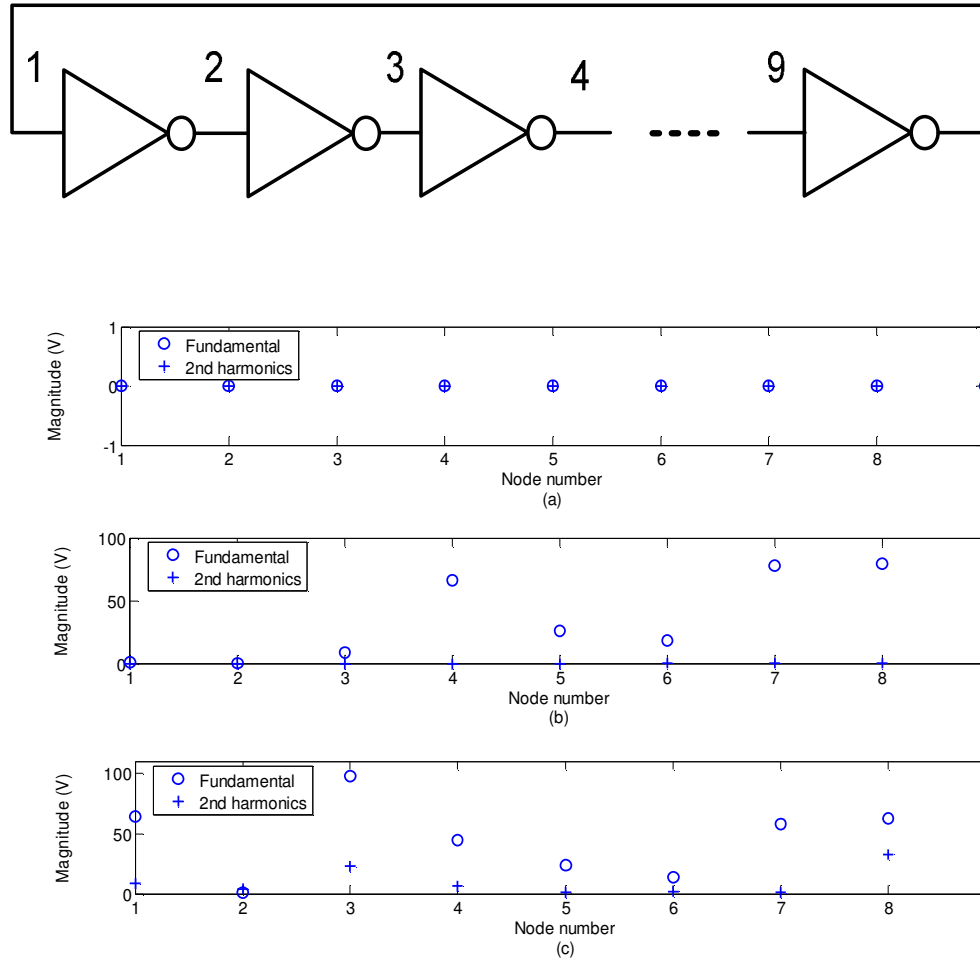 1 2 3 4 9
Magnitude (V)
1
0
-1
Fundamental
2nd harmonics
1 2 3 4 5 6 7 8
Node number
(a)
Magnitude (V)
100
50
0
Fundamental
2nd harmonics
1 2 3 4 5 6 7 8
Node number
(b)
Magnitude (V)
100
50
0
Fundamental
2nd harmonics
1 2 3 4 5 6 7 8
Node number
(c)